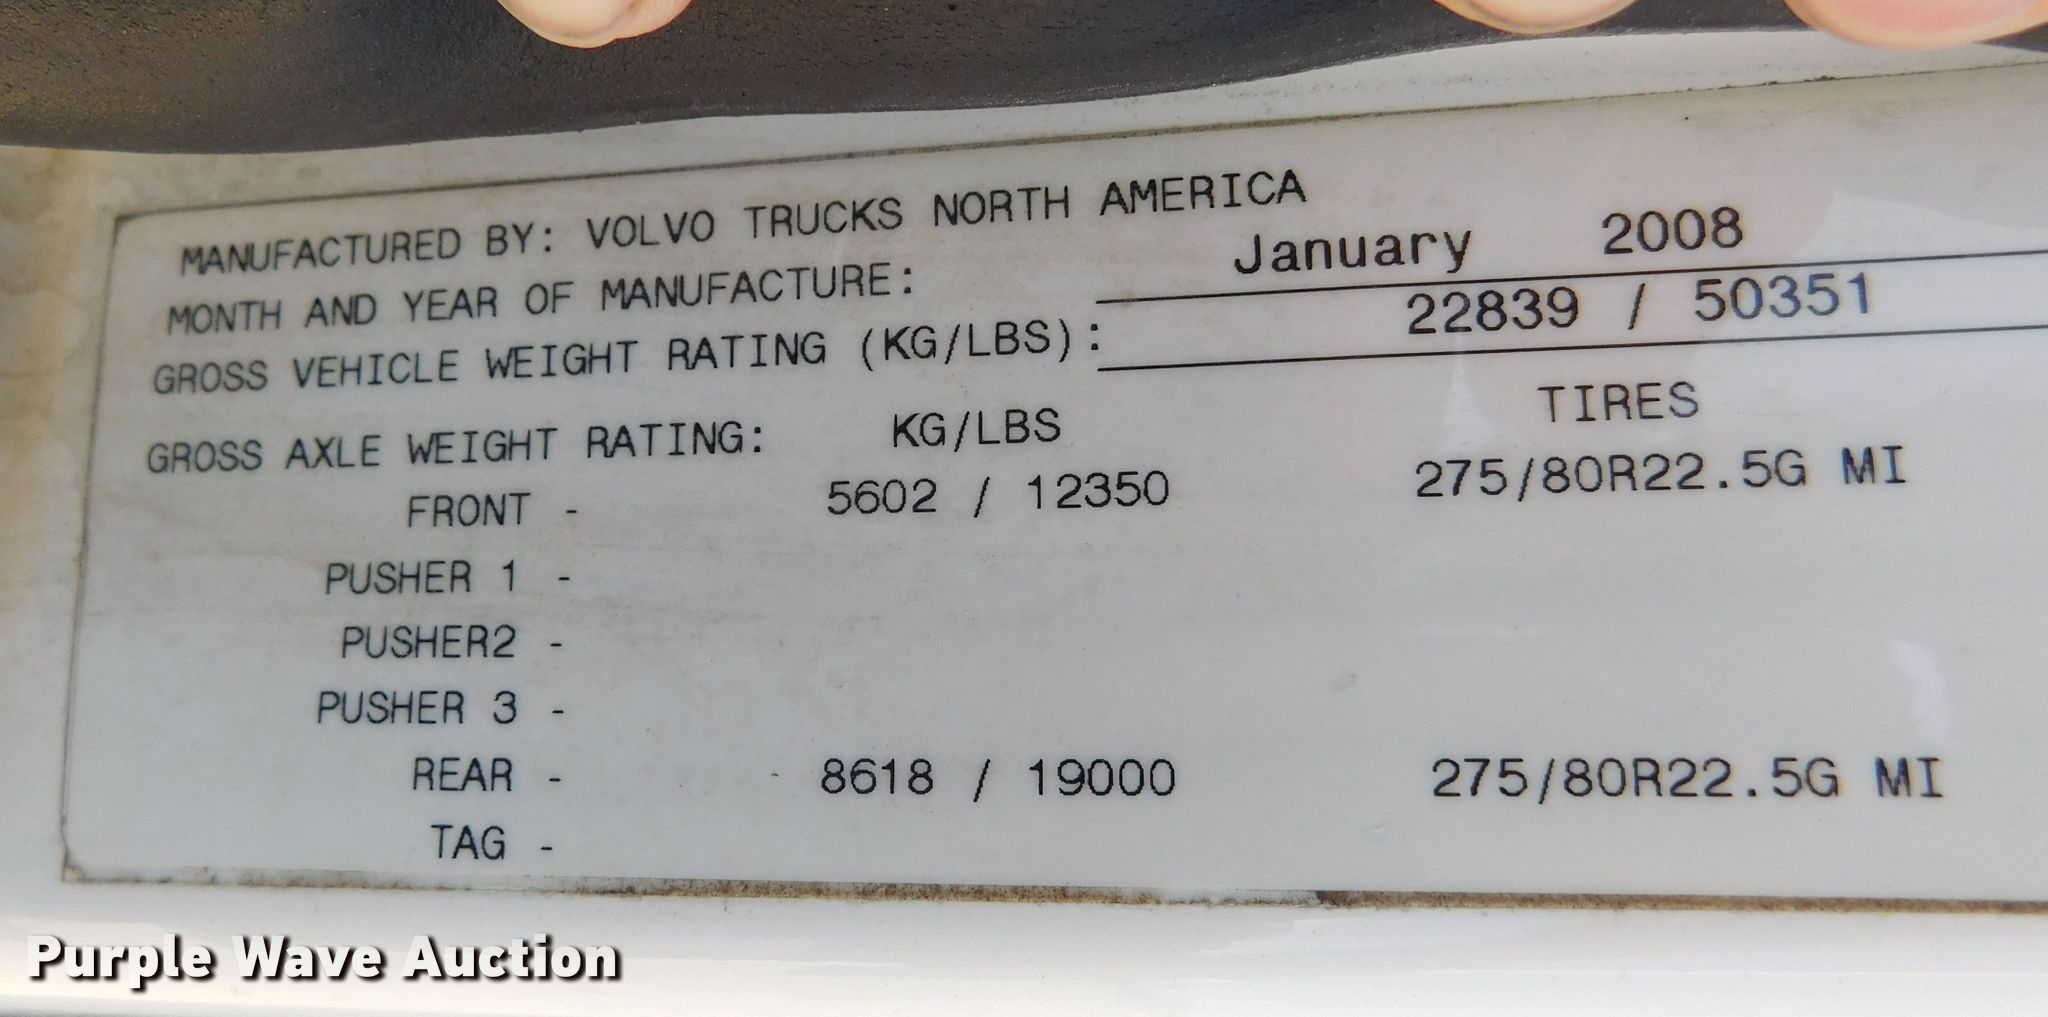 MANUFACTURED BY: VOLVO TRUCKS NORTH AMERICA
MONTH AND YEAR OF MANUFACTURE: January 2008
GROSS VEHICLE WEIGHT RATING (KG/LBS): 22839 / 50351
GROSS AXLE WEIGHT RATING: KG/LBS TIRES
FRONT - 5602 / 12350 275/80R22.5G MI
PUSHER 1 -
PUSHER2 -
PUSHER 3 -
REAR - 8618 / 19000 275/80R22.5G MI
TAG -
Purple Wave Auction